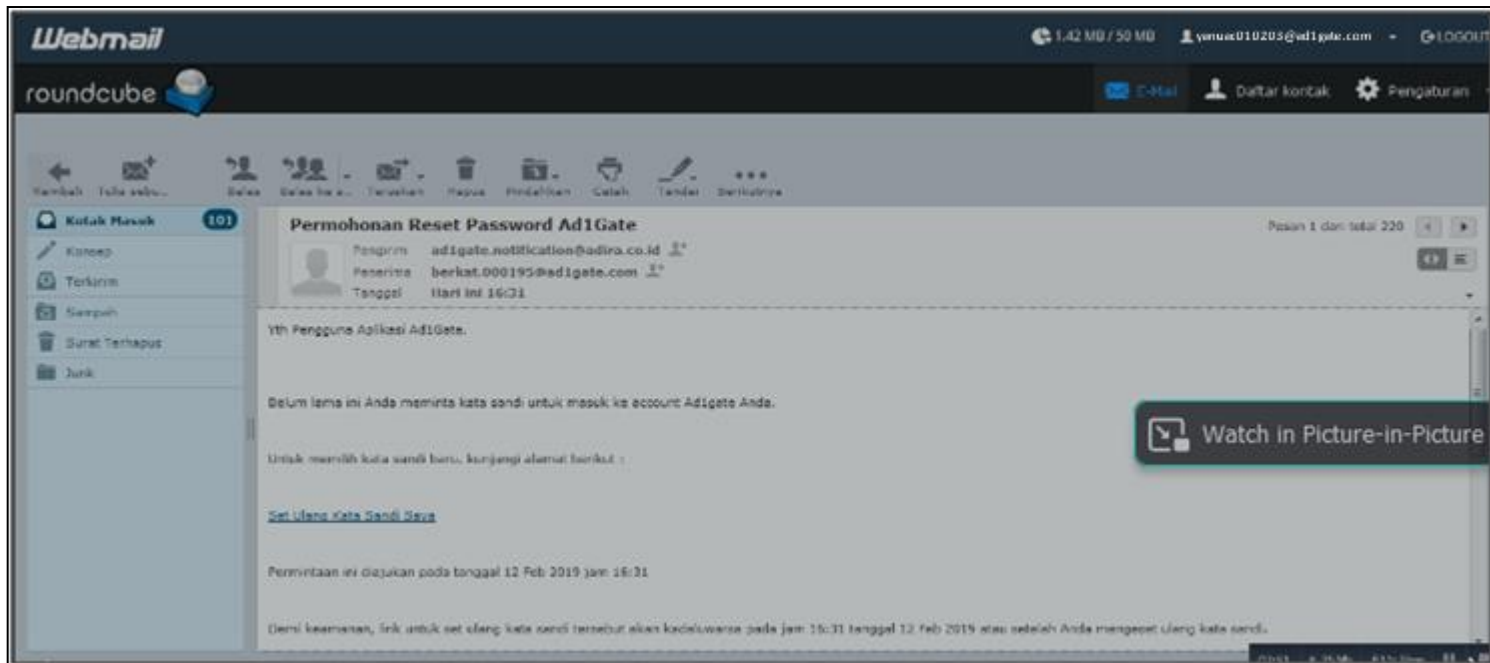 Webmail
1.42 MB / 50 MB
LOGOUT
roundcube
E-Mail Daftar kontak Pengaturan
Kembali Tulis Balas Balas ke Teruskan Hapus Pindahkan Cetak Tandai Berikutnya
Kotak Masuk 101
Konsep
Terkirim
Sampah
Surat Terhapus
Junk
Permohonan Reset Password Ad1Gate
Pesan 1 dari total 220
Pengirim ad1gate.notification@adira.co.id
Penerima berkat.000195@ad1gate.com
Tanggal Hari ini 16:31
Yth Pengguna Aplikasi Ad1Gate.
Belum lama ini Anda meminta kata sandi untuk masuk ke account Ad1gate Anda.
Untuk memilih kata sandi baru, kunjungi alamat berikut :
Set Ulang Kata Sandi Saya
Permintaan ini diajukan pada tanggal 12 Feb 2019 jam 16:31
Demi keamanan, link untuk set ulang kata sandi tersebut akan kadaluwarsa pada jam 16:31 tanggal 12 Feb 2019 atau setelah Anda mengeset ulang kata sandi.
Watch in Picture-in-Picture